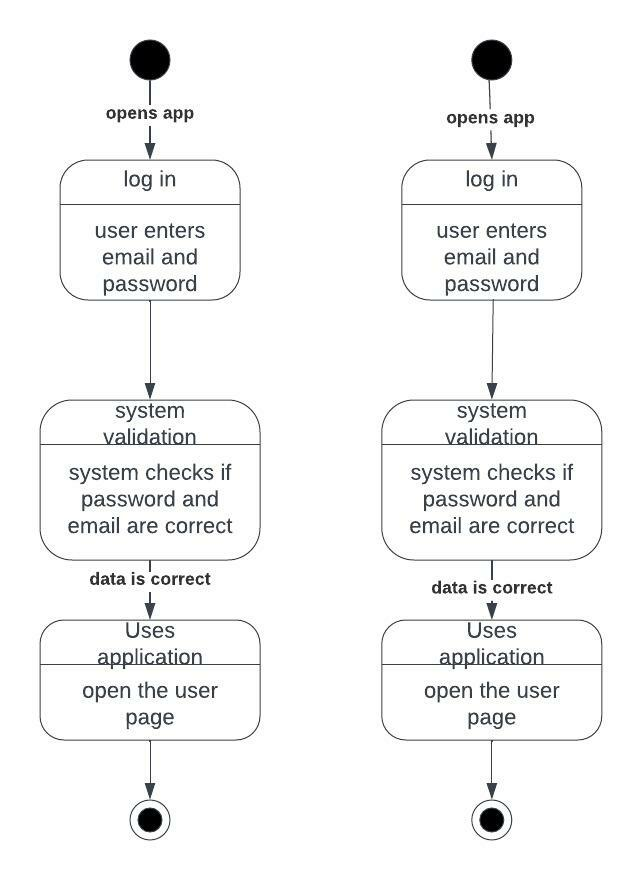 opens app
log in
user enters
email and
password
system
validation
system checks if
password and
email are correct
data is correct
Uses
application
open the user
page
opens app
log in
user enters
email and
password
system
validation
system checks if
password and
email are correct
data is correct
Uses
application
open the user
page